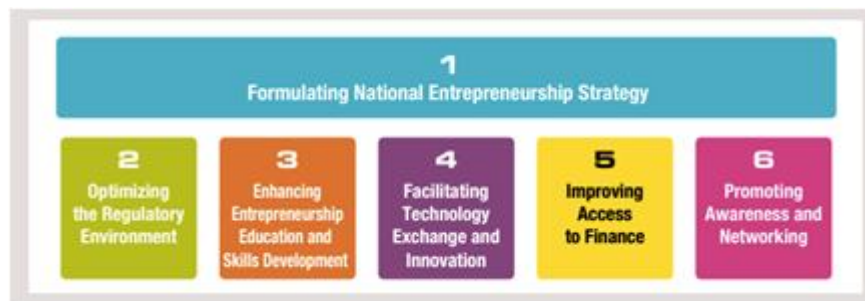 1
Formulating National Entrepreneurship Strategy
2
Optimizing
the Regulatory
Environment
3
Enhancing
Entrepreneurship
Education and
Skills Development
4
Facilitating
Technology
Exchange and
Innovation
5
Improving
Access
to Finance
6
Promoting
Awareness and
Networking